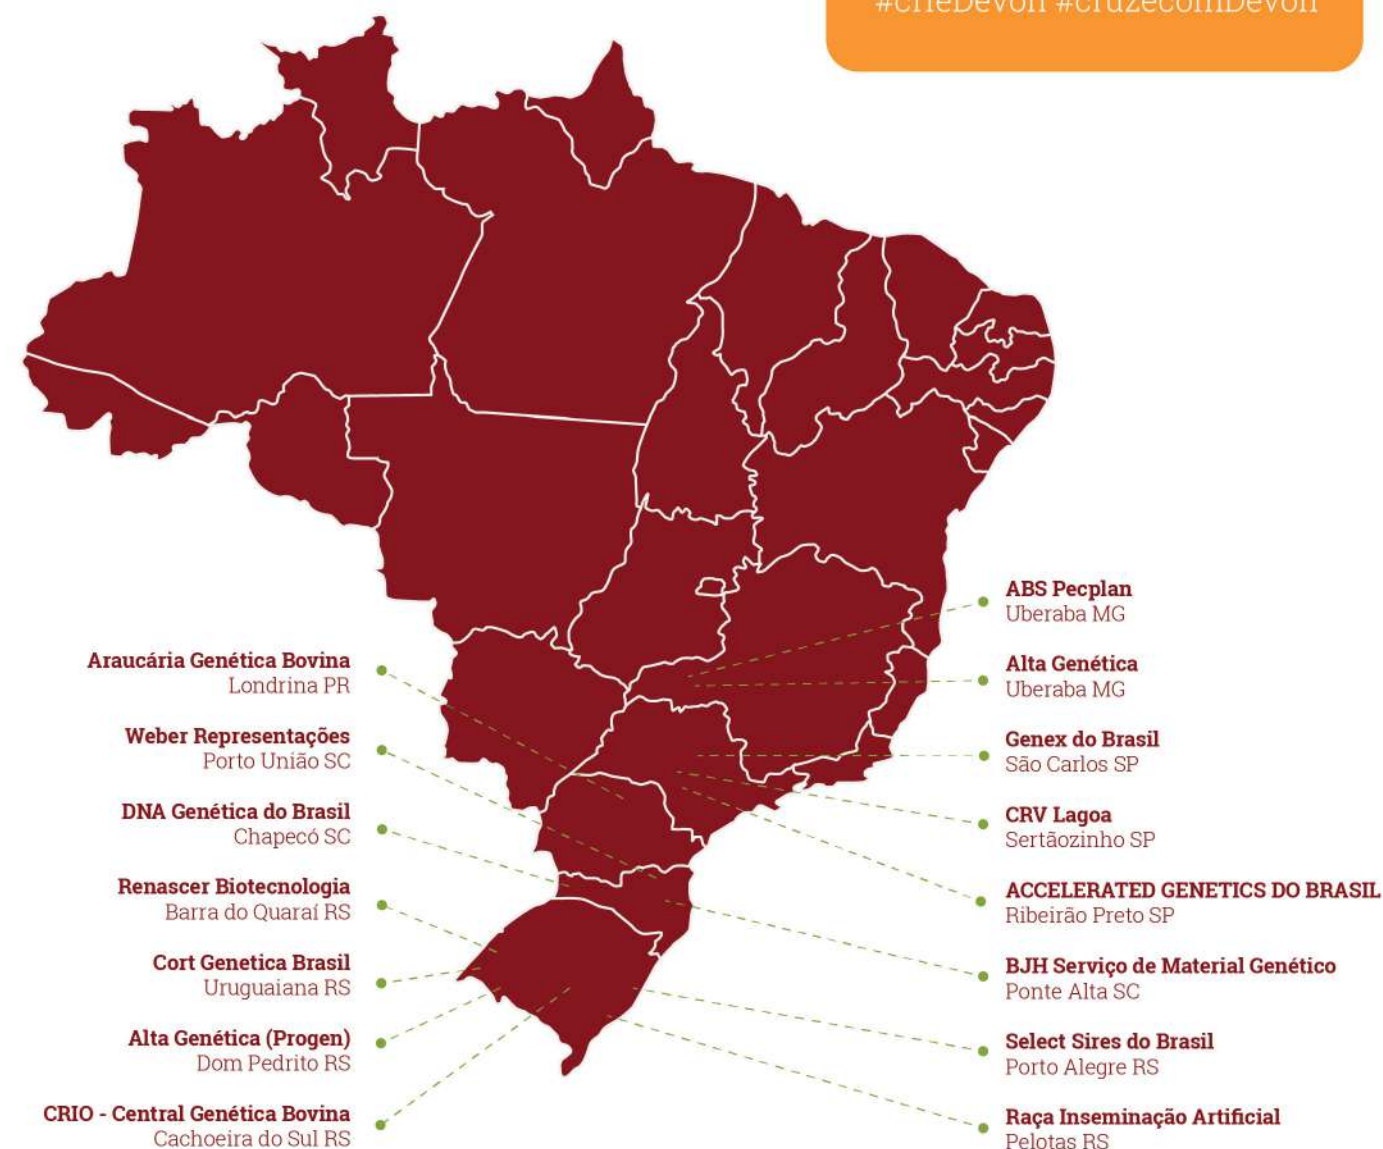 #crieDevon #cruzecomDevon
Araucária Genética Bovina
Londrina PR
Weber Representações
Porto União SC
DNA Genética do Brasil
Chapecó SC
Renascer Biotecnologia
Barra do Quaraí RS
Cort Genetica Brasil
Uruguaiana RS
Alta Genética (Progen)
Dom Pedrito RS
CRIO - Central Genética Bovina
Cachoeira do Sul RS
ABS Pecplan
Uberaba MG
Alta Genética
Uberaba MG
Genex do Brasil
São Carlos SP
CRV Lagoa
Sertãozinho SP
ACCELERATED GENETICS DO BRASIL
Ribeirão Preto SP
BJH Serviço de Material Genético
Ponte Alta SC
Select Sires do Brasil
Porto Alegre RS
Raça Inseminação Artificial
Pelotas RS